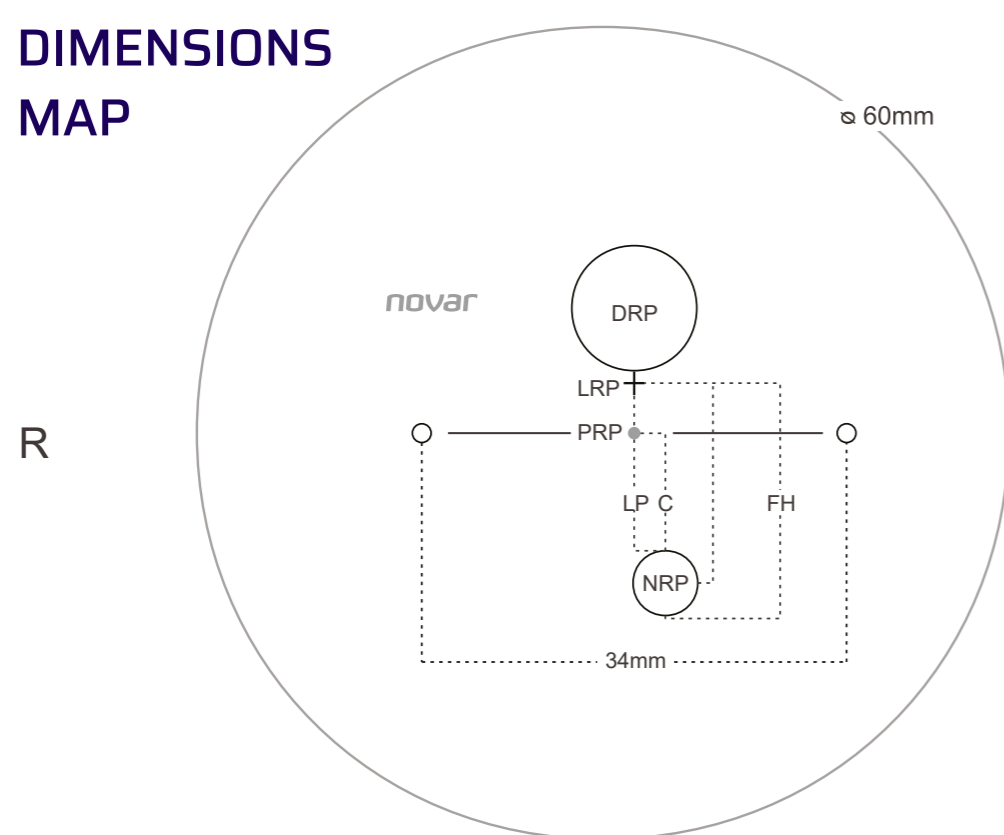 DIMENSIONS
MAP
⌀ 60mm
novar
DRP
LRP
R
PRP
LP C
FH
NRP
34mm